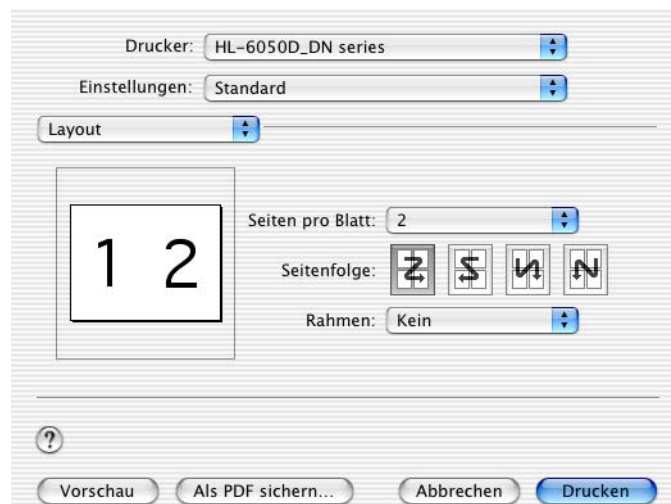 Drucker: HL-6050D_DN series
Einstellungen: Standard
Layout
1 2
Seiten pro Blatt: 2
Seitenfolge:
Rahmen: Kein
?
Vorschau Als PDF sichern... Abbrechen Drucken